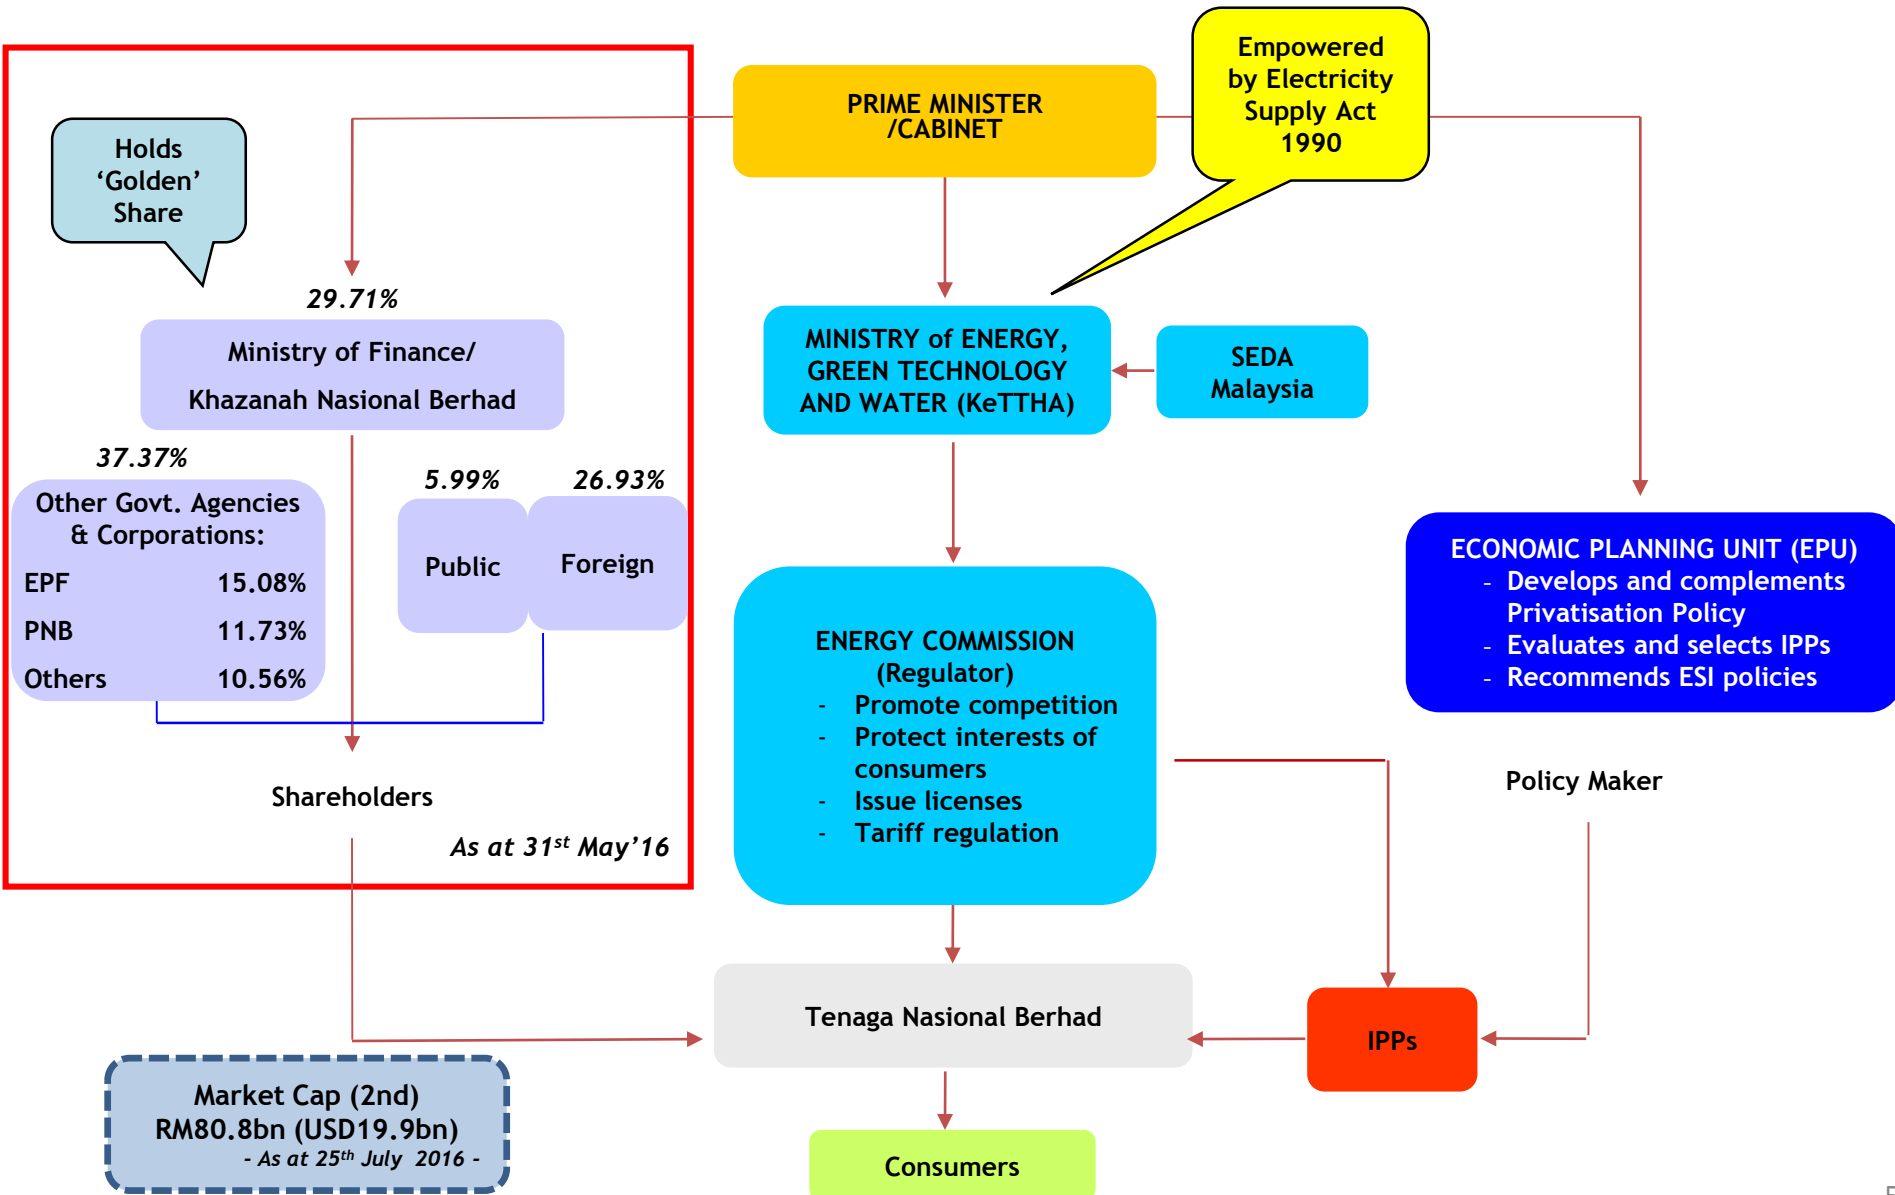 Empowered
by Electricity
Supply Act
1990
PRIME MINISTER
/CABINET
Holds
‘Golden’
Share
29.71%
Ministry of Finance/
Khazanah Nasional Berhad
MINISTRY of ENERGY,
GREEN TECHNOLOGY
AND WATER (KeTTHA)
SEDA
Malaysia
37.37%
Other Govt. Agencies
& Corporations:
EPF 15.08%
PNB 11.73%
Others 10.56%
5.99%
Public
26.93%
Foreign
Shareholders
As at 31st May’16
ENERGY COMMISSION
(Regulator)
- Promote competition
- Protect interests of
consumers
- Issue licenses
- Tariff regulation
ECONOMIC PLANNING UNIT (EPU)
- Develops and complements
Privatisation Policy
- Evaluates and selects IPPs
- Recommends ESI policies
Policy Maker
Tenaga Nasional Berhad
IPPs
Market Cap (2nd)
RM80.8bn (USD19.9bn)
- As at 25th July 2016 -
Consumers